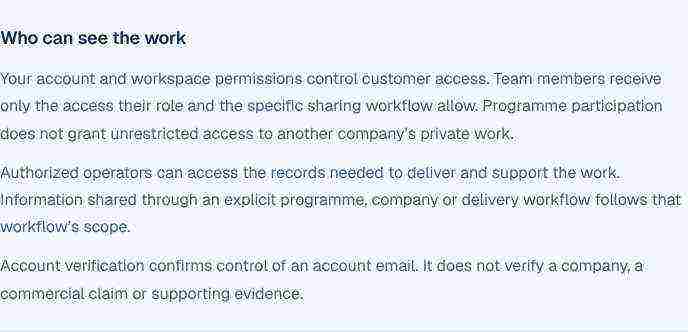 Who can see the work
Your account and workspace permissions control customer access. Team members receive
only the access their role and the specific sharing workflow allow. Programme participation
does not grant unrestricted access to another company's private work.
Authorized operators can access the records needed to deliver and support the work.
Information shared through an explicit programme, company or delivery workflow follows that
workflow's scope.
Account verification confirms control of an account email. It does not verify a company, a
commercial claim or supporting evidence.